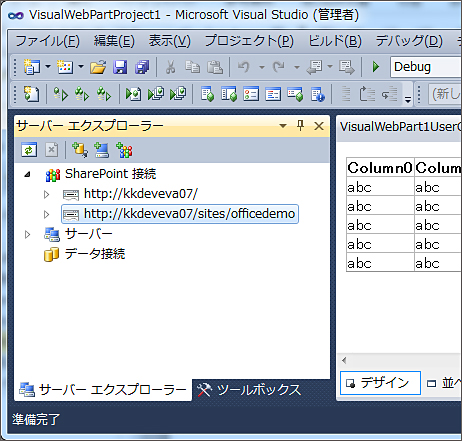 VisualWebPartProject1 - Microsoft Visual Studio (管理者)
ファイル(F) 編集(E) 表示(V) プロジェクト(P) ビルド(B) デバッグ(D)
Debug
(新し
サーバー エクスプローラー
VisualWebPart1UserC
SharePoint 接続
http://kkdeveva07/
http://kkdeveva07/sites/officedemo
サーバー
データ接続
Column0 Colum
abc abc
abc abc
abc abc
abc abc
abc abc
デザイン 並べ
サーバー エクスプローラー ツールボックス
準備完了